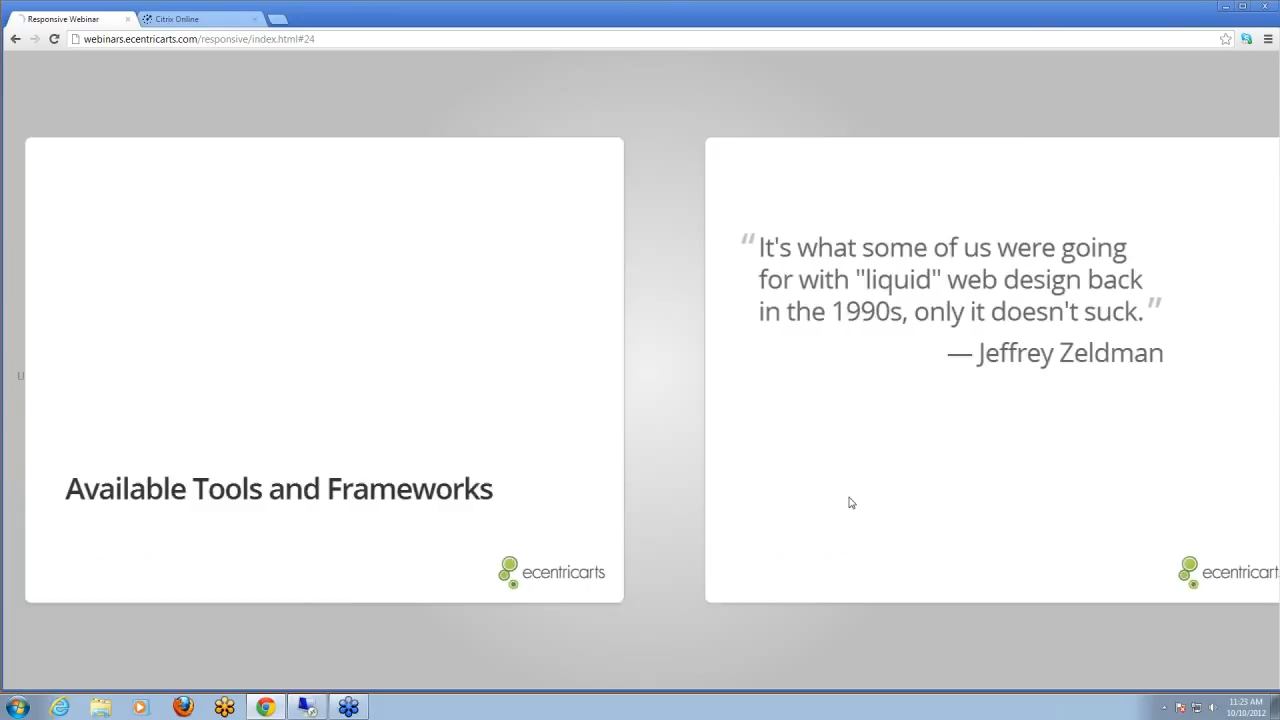 Responsive Webinar
Citrix Online
webinars.ecentricarts.com/responsive/index.html#24
Available Tools and Frameworks
ecentricarts
“It's what some of us were going
for with "liquid" web design back
in the 1990s, only it doesn't suck.”
— Jeffrey Zeldman
ecentricarts
11:23 AM
10/10/2012